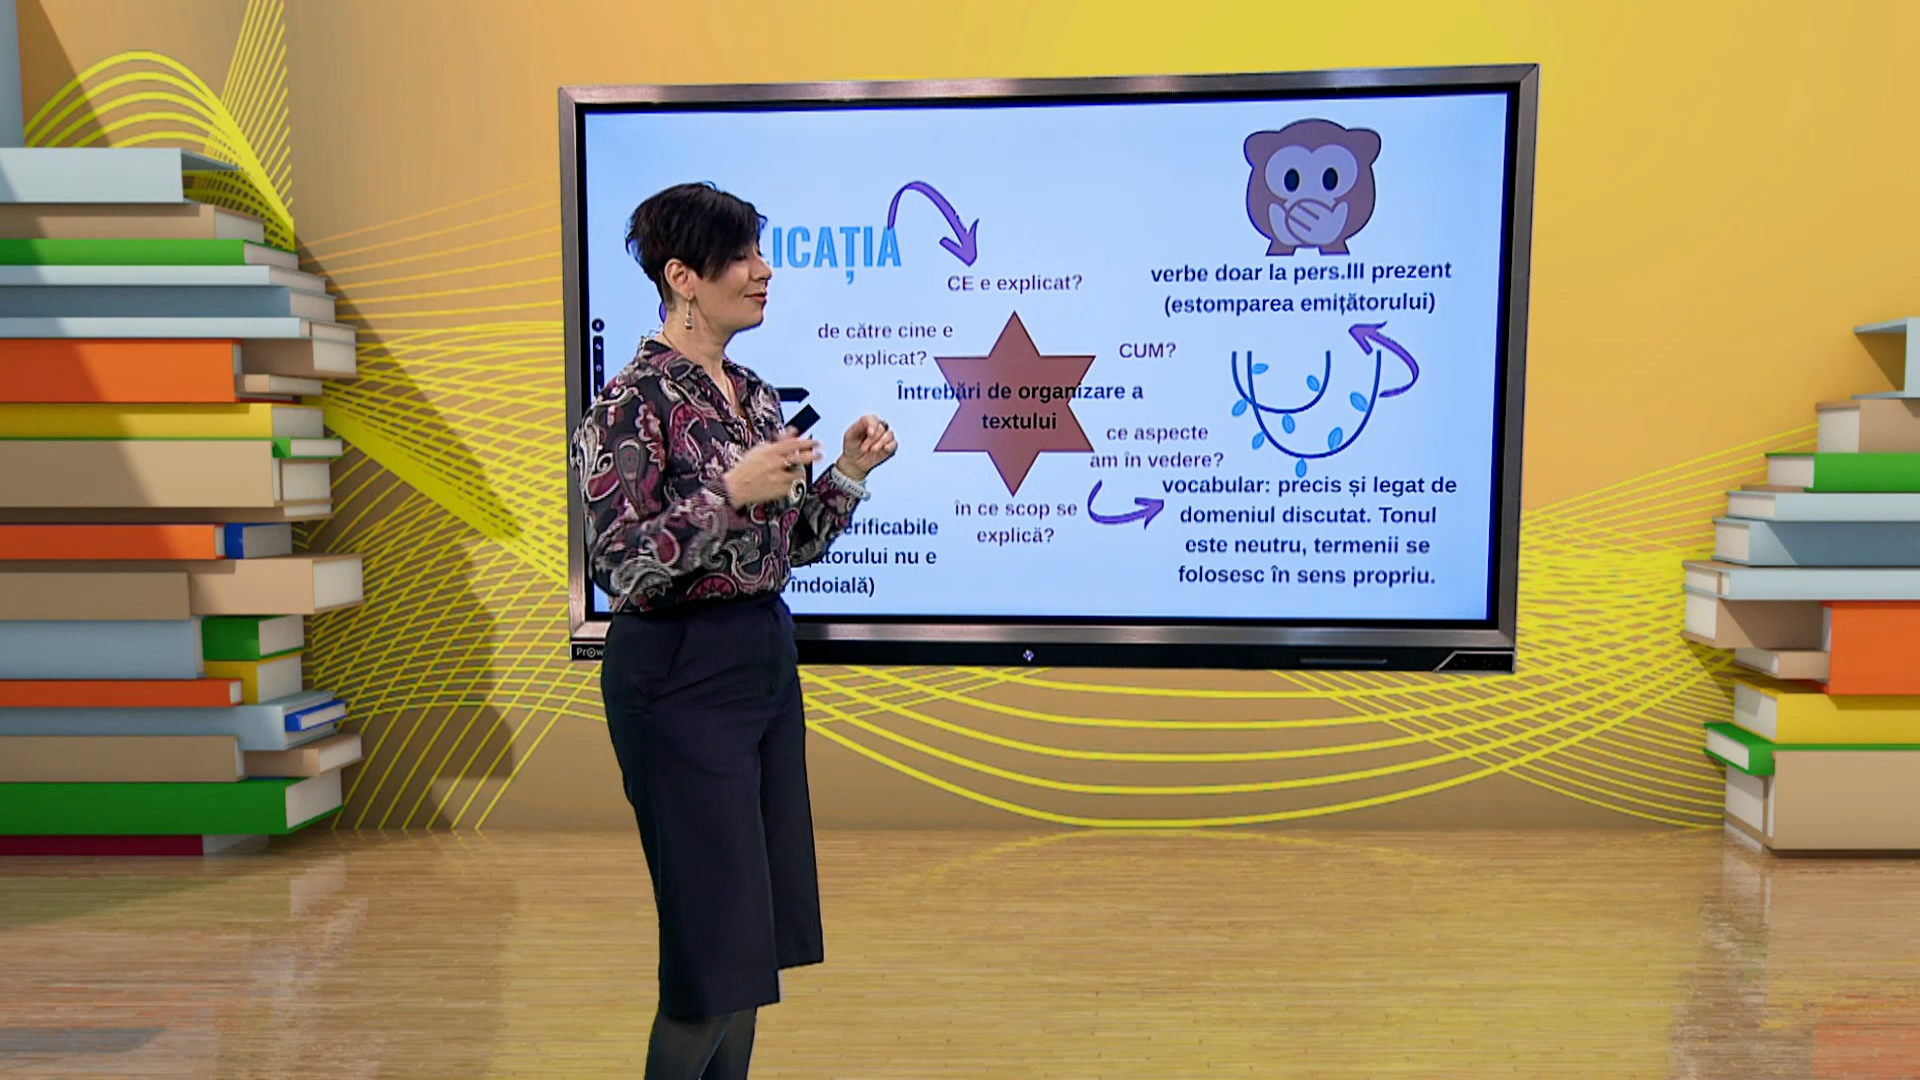 ICAȚIA
CE e explicat?
de către cine e
explicat?
CUM?
Întrebări de organizare a
textului
ce aspecte
am în vedere?
în ce scop se
explică?
verbe doar la pers.III prezent
(estomparea emițătorului)
vocabular: precis și legat de
domeniul discutat. Tonul
este neutru, termenii se
folosesc în sens propriu.
erificabile
ătorului nu e
îndoială)
Prow